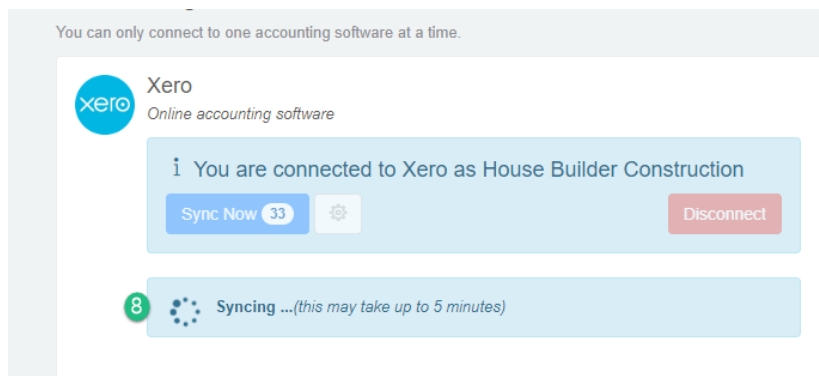 You can only connect to one accounting software at a time.
xero
Xero
Online accounting software
i You are connected to Xero as House Builder Construction
Sync Now 33
Disconnect
8
Syncing ...(this may take up to 5 minutes)